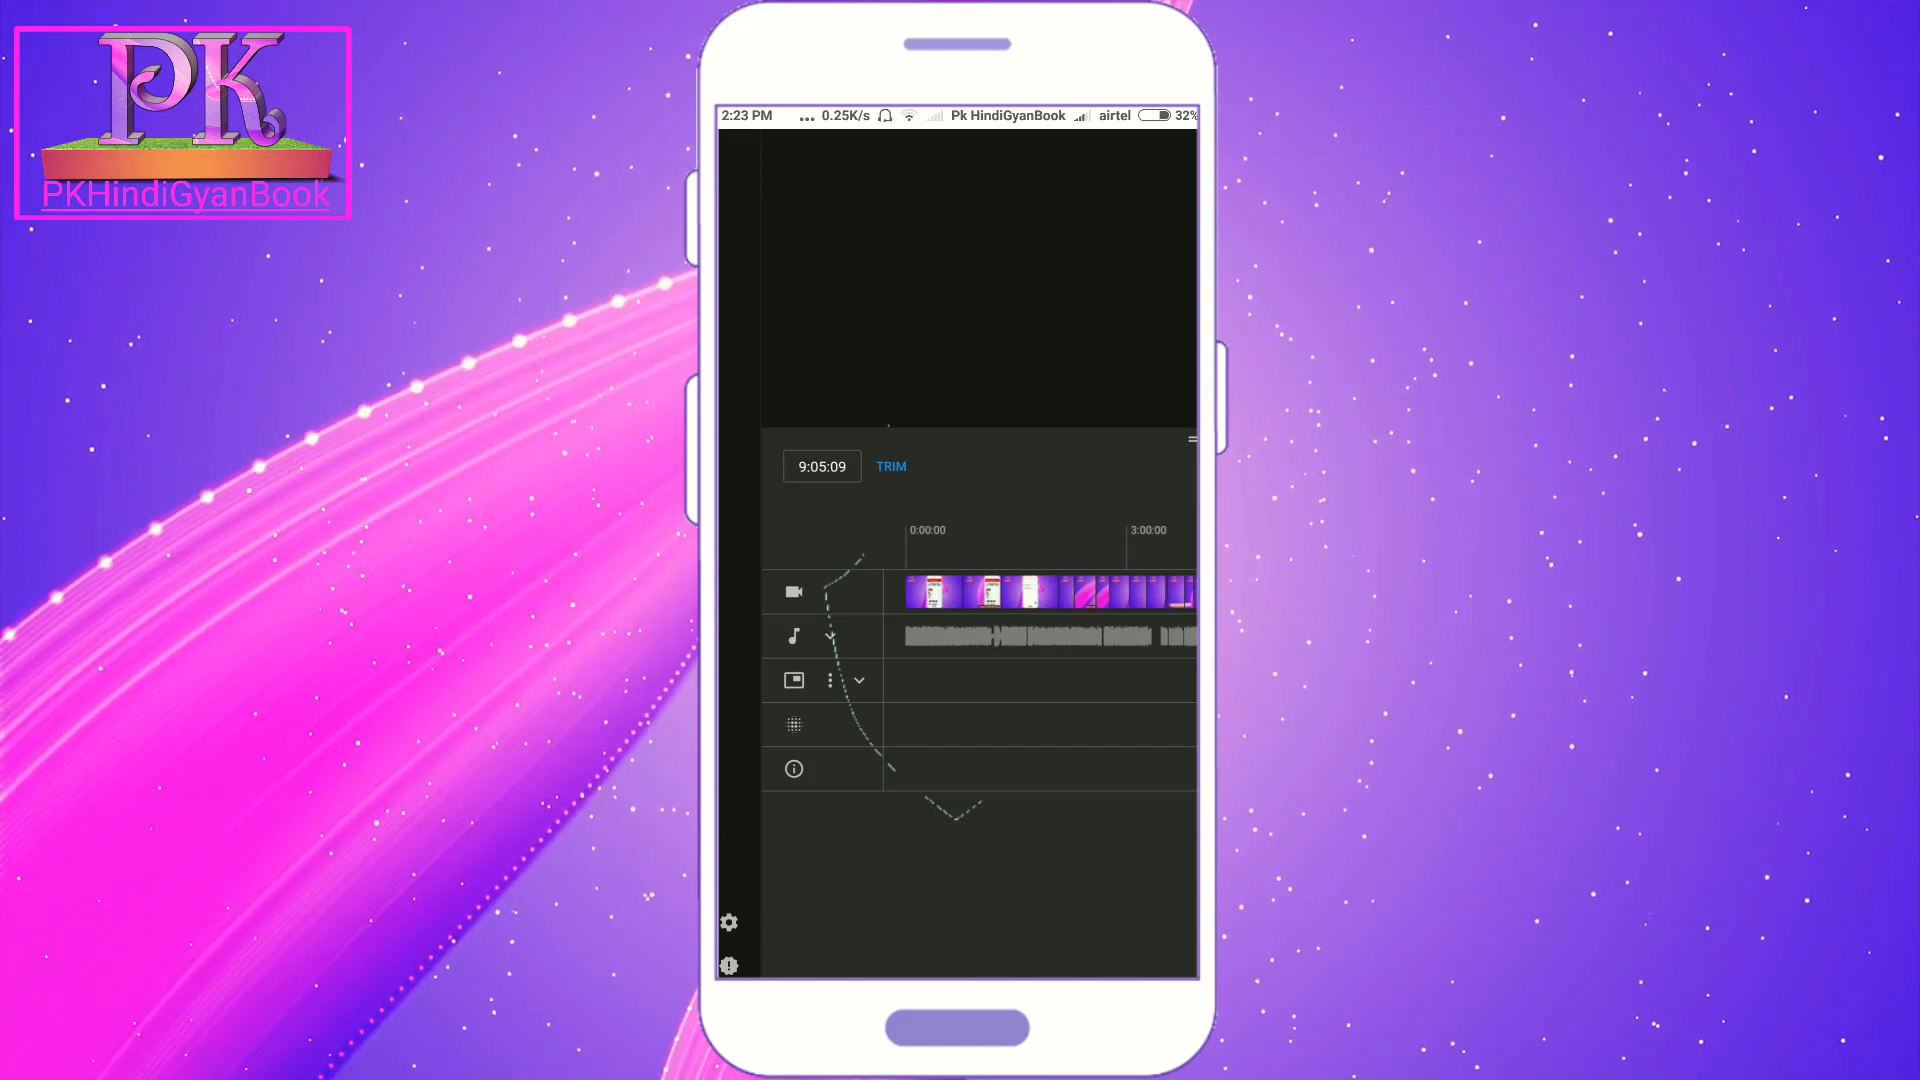 PK
PKHindiGyanBook
2:23 PM ... 0.25K/s Pk HindiGyanBook airtel 32%
9:05:09 TRIM
0:00:00 3:00:00